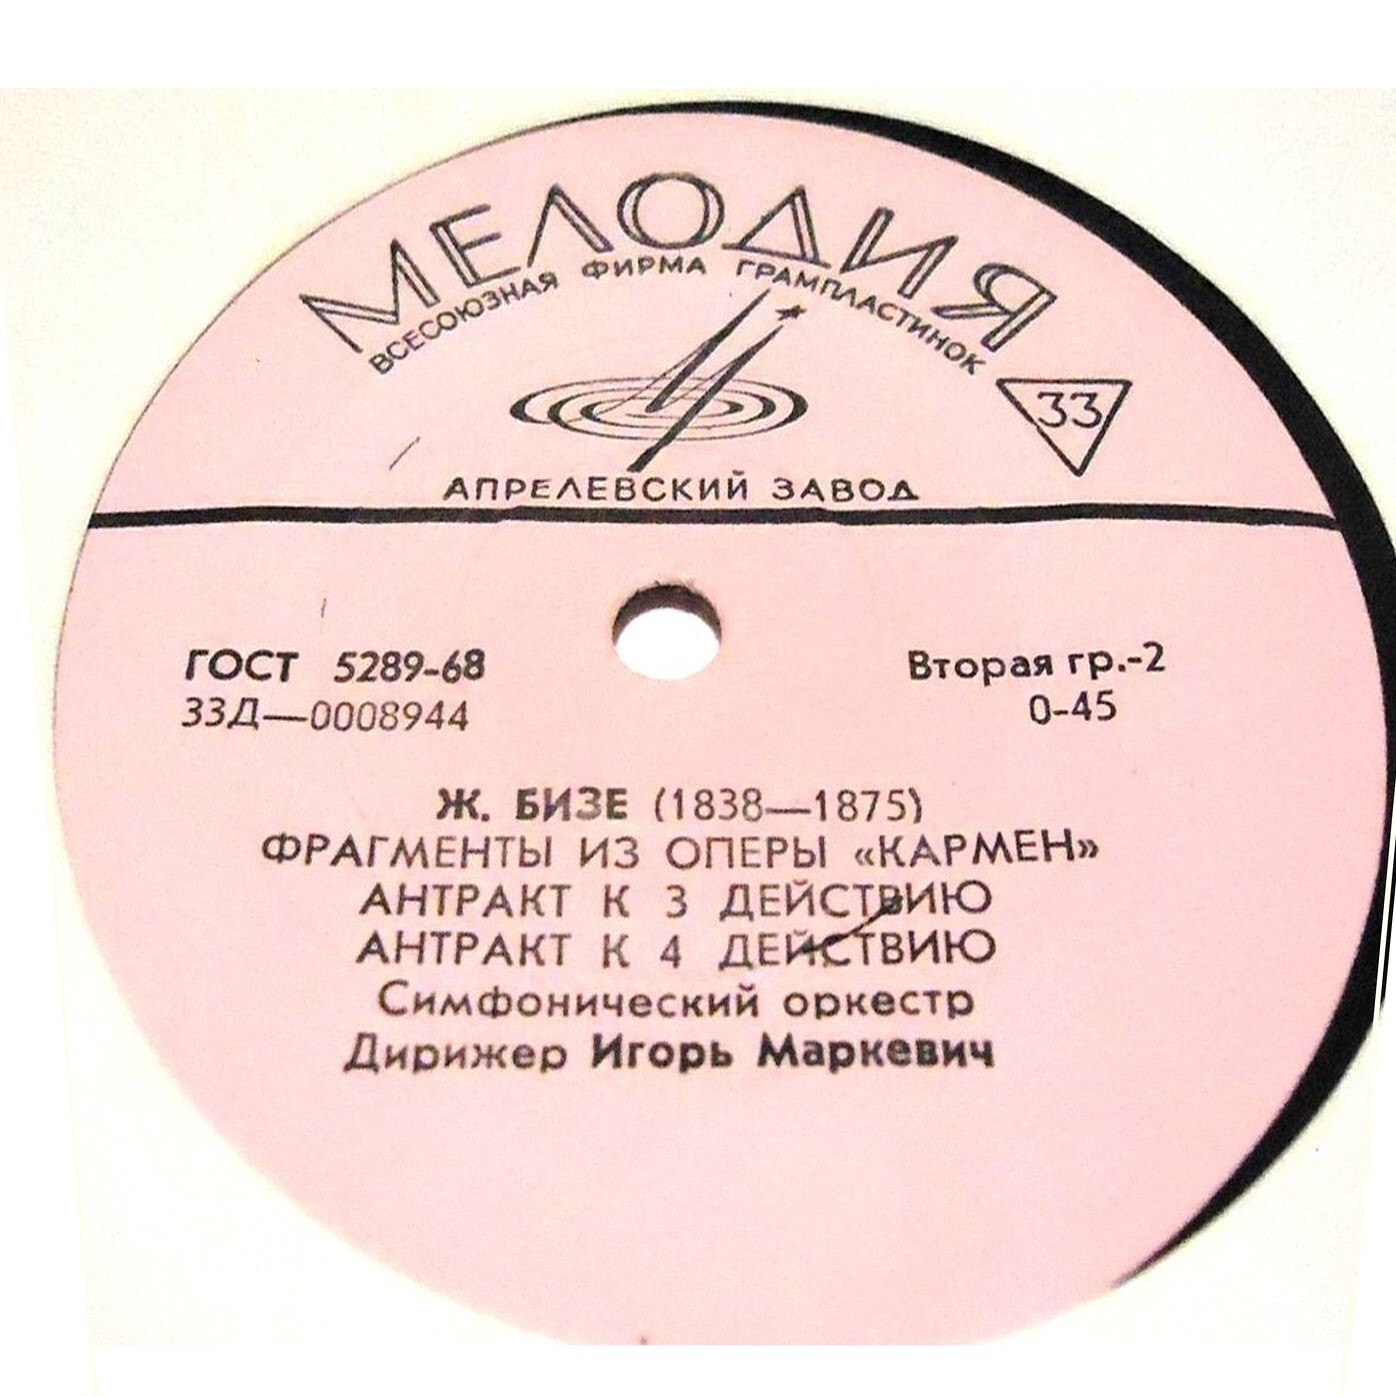 МЕЛОДИЯ
ВСЕСОЮЗНАЯ ФИРМА ГРАМПЛАСТИНОК
33
АПРЕЛЕВСКИЙ ЗАВОД
ГОСТ 5289-68
Вторая гр.-2
33Д—0008944
0-45
Ж. БИЗЕ (1838—1875)
ФРАГМЕНТЫ ИЗ ОПЕРЫ «КАРМЕН»
АНТРАКТ К 3 ДЕЙСТВИЮ
АНТРАКТ К 4 ДЕЙСТВИЮ
Симфонический оркестр
Дирижер Игорь Маркевич